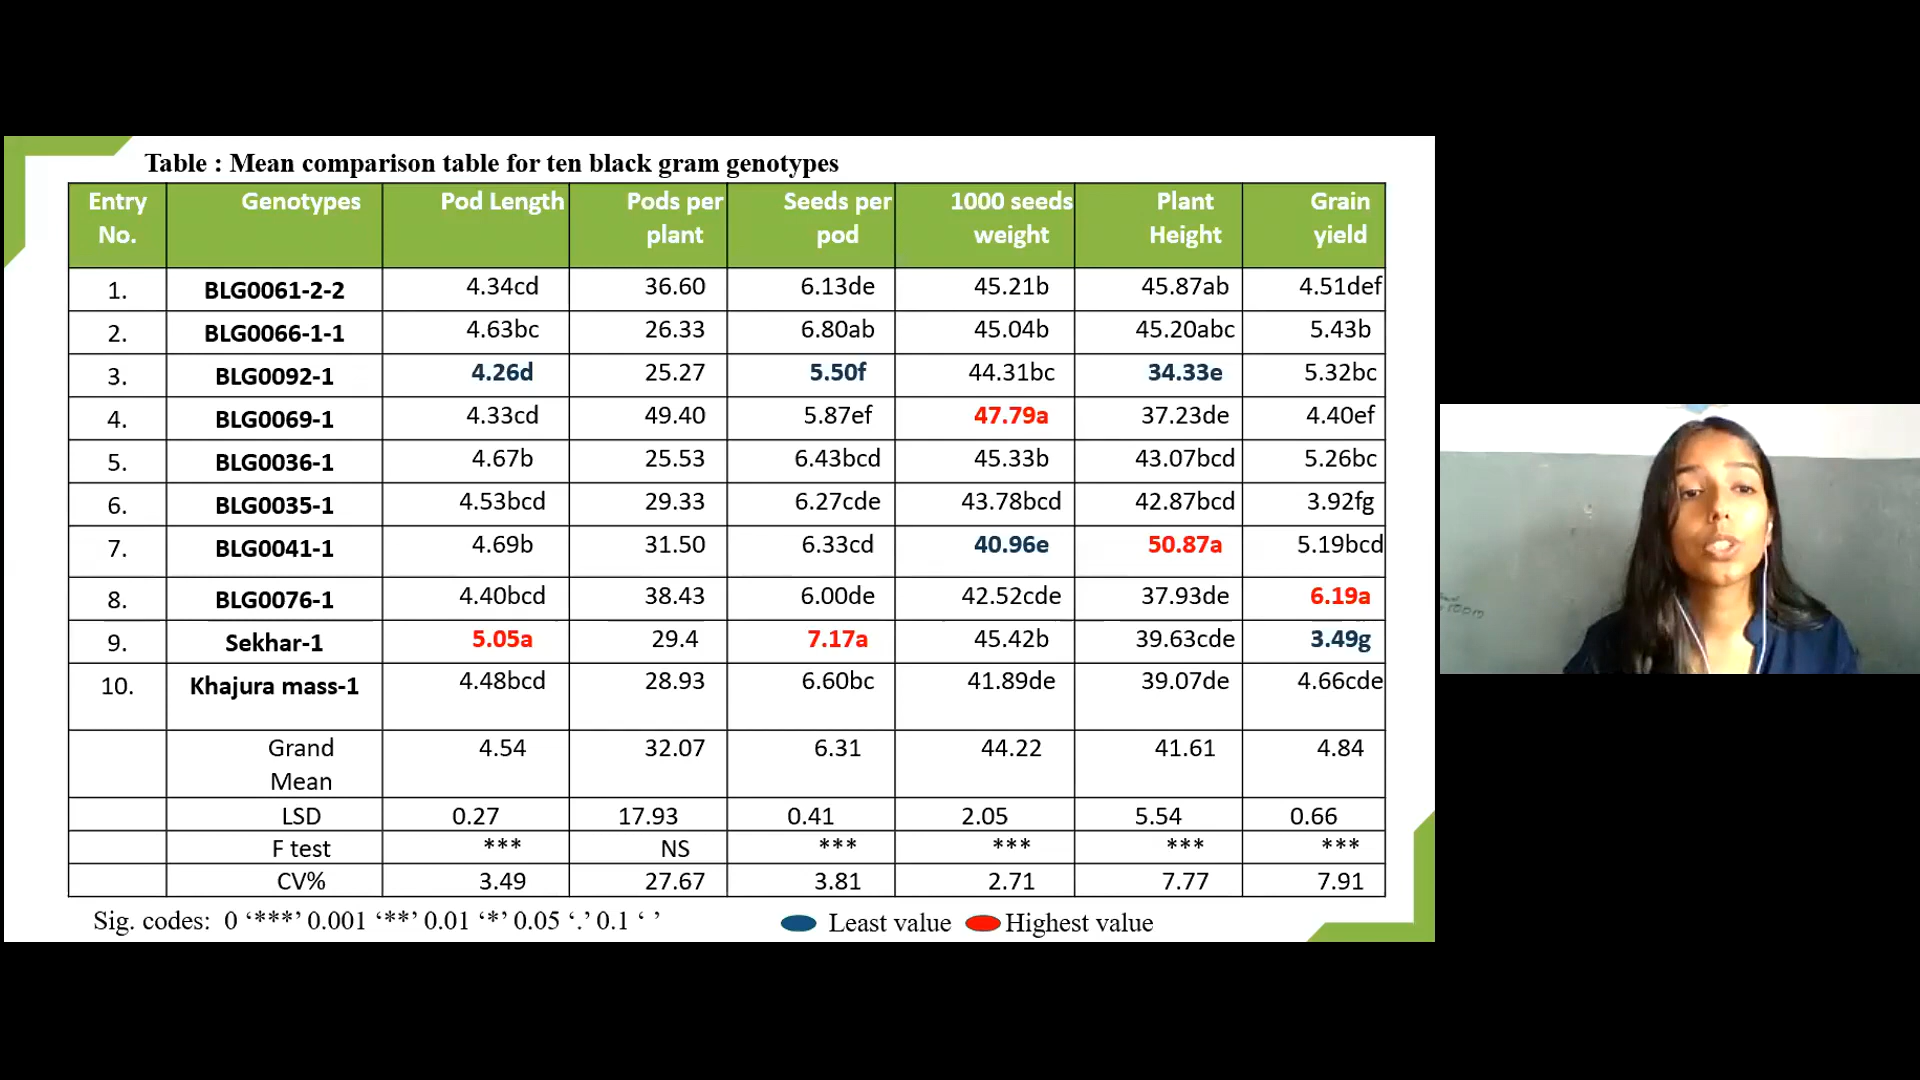 Table : Mean comparison table for ten black gram genotypes
Entry No. Genotypes Pod Length Pods per plant Seeds per pod 1000 seeds weight Plant Height Grain yield
1. BLG0061-2-2 4.34cd 36.60 6.13de 45.21b 45.87ab 4.51def
2. BLG0066-1-1 4.63bc 26.33 6.80ab 45.04b 45.20abc 5.43b
3. BLG0092-1 4.26d 25.27 5.50f 44.31bc 34.33e 5.32bc
4. BLG0069-1 4.33cd 49.40 5.87ef 47.79a 37.23de 4.40ef
5. BLG0036-1 4.67b 25.53 6.43bcd 45.33b 43.07bcd 5.26bc
6. BLG0035-1 4.53bcd 29.33 6.27cde 43.78bcd 42.87bcd 3.92fg
7. BLG0041-1 4.69b 31.50 6.33cd 40.96e 50.87a 5.19bcd
8. BLG0076-1 4.40bcd 38.43 6.00de 42.52cde 37.93de 6.19a
9. Sekhar-1 5.05a 29.4 7.17a 45.42b 39.63cde 3.49g
10. Khajura mass-1 4.48bcd 28.93 6.60bc 41.89de 39.07de 4.66cde
Grand Mean 4.54 32.07 6.31 44.22 41.61 4.84
LSD 0.27 17.93 0.41 2.05 5.54 0.66
F test *** NS *** *** *** ***
CV% 3.49 27.67 3.81 2.71 7.77 7.91
Sig. codes: 0 ‘***’ 0.001 ‘**’ 0.01 ‘*’ 0.05 ‘.’ 0.1 ‘ ’
Least value Highest value